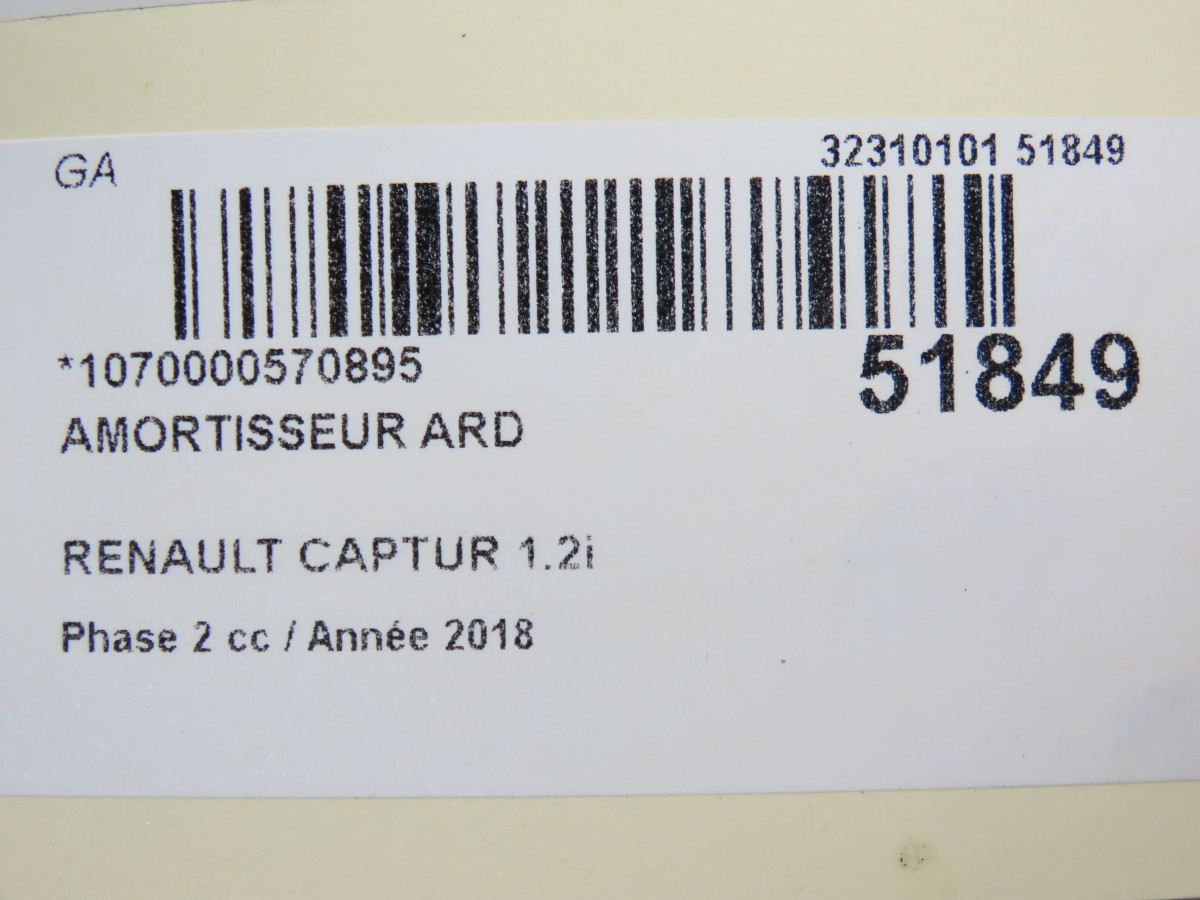 GA
32310101 51849
*1070000570895
51849
AMORTISSEUR ARD
RENAULT CAPTUR 1.2i
Phase 2 cc / Année 2018